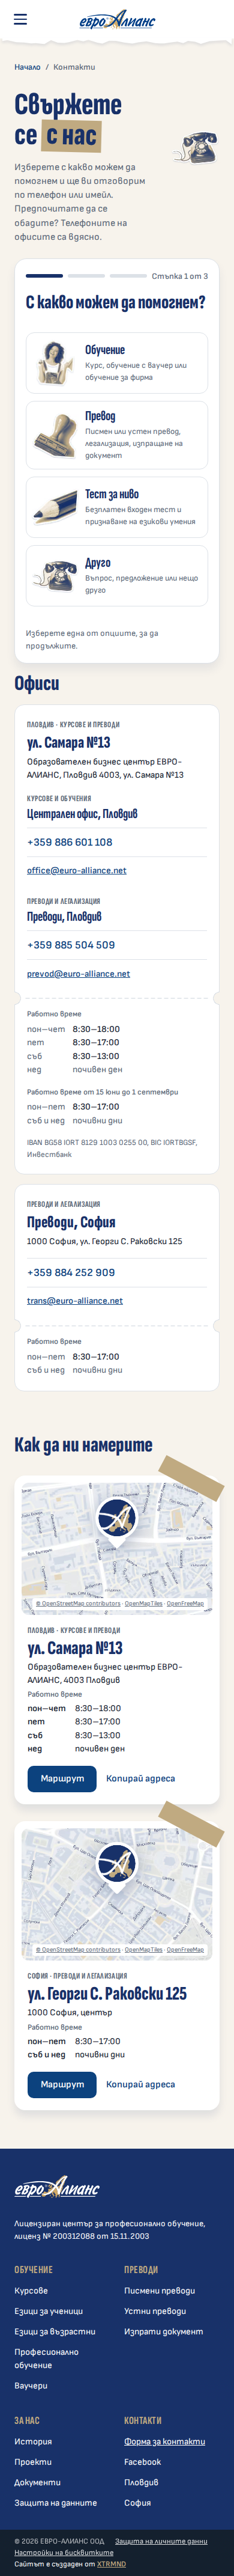 евроАлианс
Начало / Контакти
Свържете
се с нас
Изберете с какво можем да
помогнем и ще ви отговорим
по телефон или имейл.
Предпочитате да се
обадите? Телефоните на
офисите са вдясно.
Стъпка 1 от 3
С какво можем да помогнем?
Обучение
Курс, обучение с ваучер или
обучение за фирма
Превод
Писмен или устен превод,
легализация, изпращане на
документ
Тест за ниво
Безплатен входен тест и
признаване на езикови умения
Друго
Въпрос, предложение или нещо
друго
Изберете една от опциите, за да
продължите.
Офиси
ПЛОВДИВ · КУРСОВЕ И ПРЕВОДИ
ул. Самара №13
Образователен бизнес център ЕВРО-
АЛИАНС, Пловдив 4003, ул. Самара №13
КУРСОВЕ И ОБУЧЕНИЯ
Централен офис, Пловдив
+359 886 601 108
office@euro-alliance.net
ПРЕВОДИ И ЛЕГАЛИЗАЦИЯ
Преводи, Пловдив
+359 885 504 509
prevod@euro-alliance.net
Работно време
пон–чет 8:30–18:00
пет 8:30–17:00
съб 8:30–13:00
нед почивен ден
Работно време от 15 юни до 1 септември
пон–пет 8:30–17:00
съб и нед почивни дни
IBAN BG58 IORT 8129 1003 0255 00, BIC IORTBGSF,
Инвестбанк
ПРЕВОДИ И ЛЕГАЛИЗАЦИЯ
Преводи, София
1000 София, ул. Георги С. Раковски 125
+359 884 252 909
trans@euro-alliance.net
Работно време
пон–пет 8:30–17:00
съб и нед почивни дни
Как да ни намерите
© OpenStreetMap contributors · OpenMapTiles · OpenFreeMap
ПЛОВДИВ · КУРСОВЕ И ПРЕВОДИ
ул. Самара №13
Образователен бизнес център ЕВРО-
АЛИАНС, 4003 Пловдив
Работно време
пон–чет 8:30–18:00
пет 8:30–17:00
съб 8:30–13:00
нед почивен ден
Маршрут Копирай адреса
© OpenStreetMap contributors · OpenMapTiles · OpenFreeMap
СОФИЯ · ПРЕВОДИ И ЛЕГАЛИЗАЦИЯ
ул. Георги С. Раковски 125
1000 София, център
Работно време
пон–пет 8:30–17:00
съб и нед почивни дни
Маршрут Копирай адреса
евроАлианс
Лицензиран център за професионално обучение,
лиценз № 200312088 от 15.11.2003
ОБУЧЕНИЕ
Курсове
Езици за ученици
Езици за възрастни
Професионално
обучение
Ваучери
ПРЕВОДИ
Писмени преводи
Устни преводи
Изпрати документ
ЗА НАС
История
Проекти
Документи
Защита на данните
КОНТАКТИ
Форма за контакти
Facebook
Пловдив
София
© 2026 ЕВРО-АЛИАНС ООД Защита на личните данни
Настройки на бисквитките
Сайтът е създаден от XTRMND